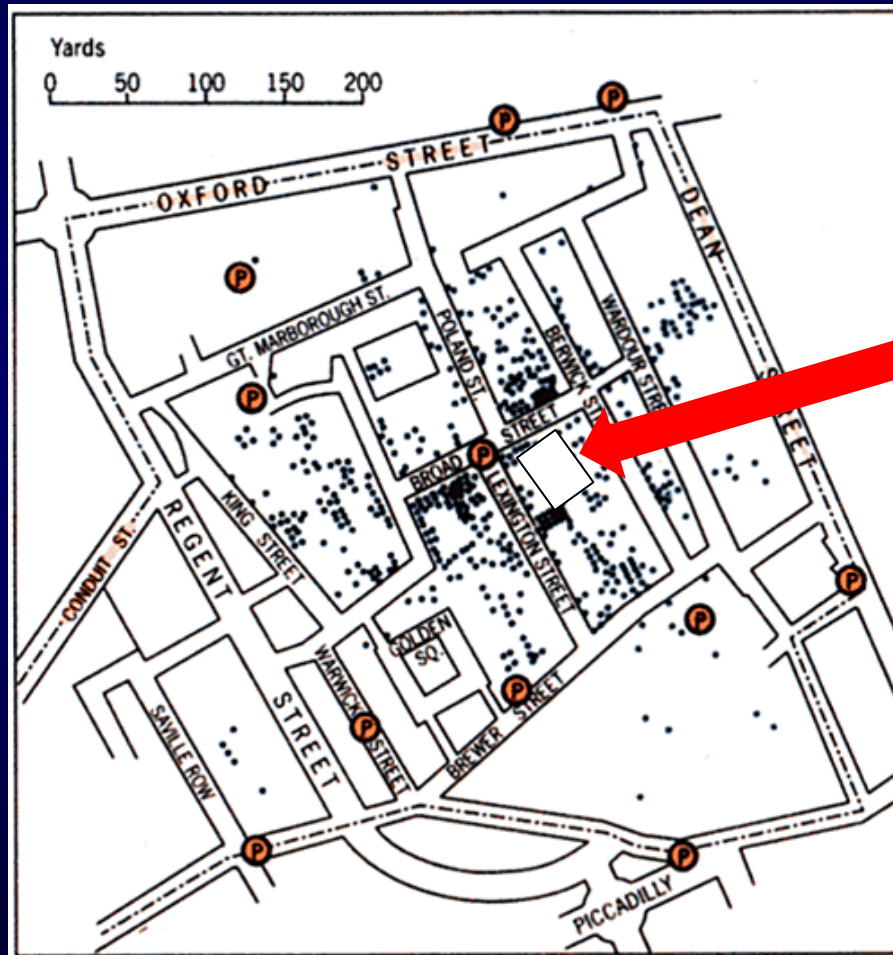 Yards
0 50 100 150 200
P
P
OXFORD STREET
P
DEAN STREET
GT. MARBOROUGH ST.
POLAND ST.
BERWICK ST.
WARDOUR STREET
P
BROAD STREET
P
KING STREET
REGENT STREET
CONDUIT ST.
LEXINGTON STREET
P
P
GOLDEN SQ.
WARWICK STREET
P
P
BREWER STREET
SAVILLE ROW
P
P
PICCADILLY